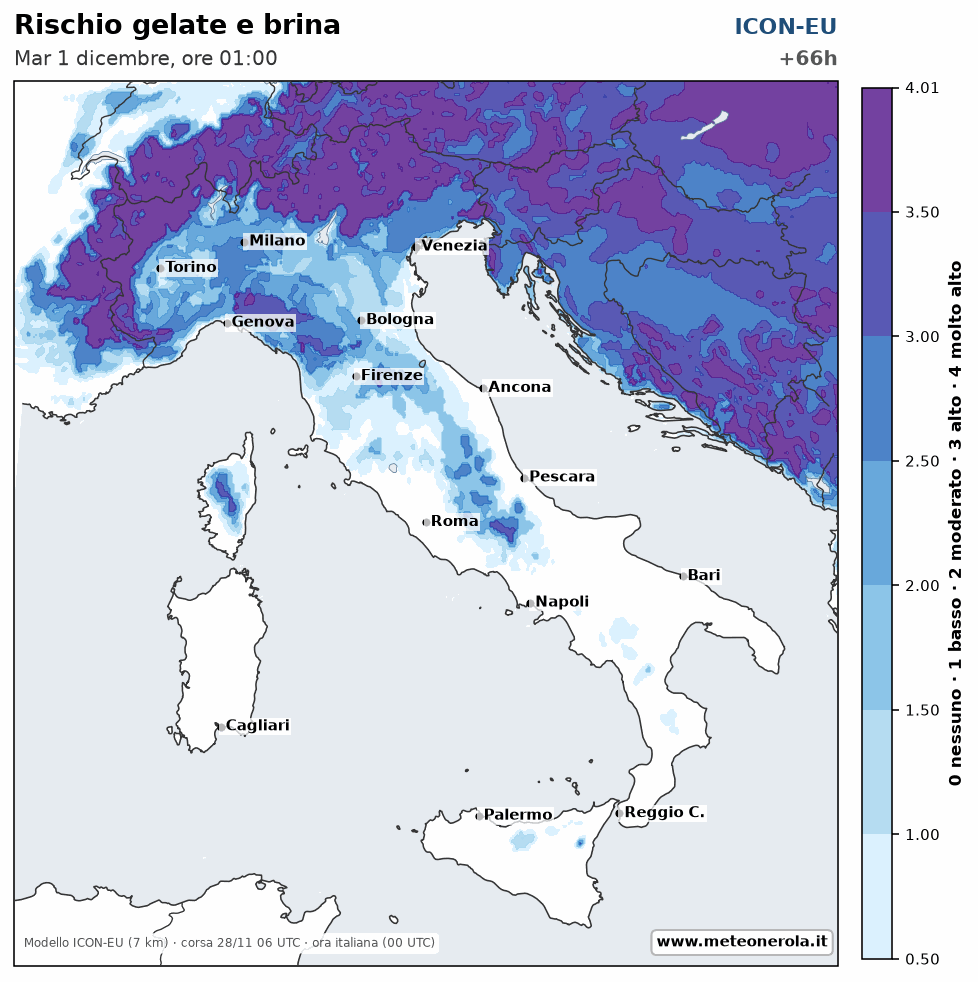 Rischio gelate e brina
ICON-EU
Mar 1 dicembre, ore 01:00
+66h
4.01
3.50
3.00
2.50
2.00
1.50
1.00
0.50
0 nessuno · 1 basso · 2 moderato · 3 alto · 4 molto alto
Milano
Venezia
Torino
Genova
Bologna
Firenze
Ancona
Pescara
Roma
Bari
Napoli
Cagliari
Palermo
Reggio C.
Modello ICON-EU (7 km) · corsa 28/11 06 UTC · ora italiana (00 UTC)
www.meteonerola.it